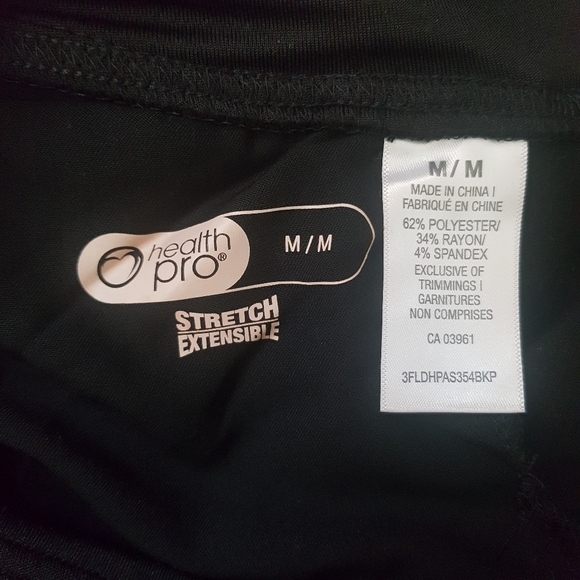 health
pro®
M/M
STRETCH
EXTENSIBLE
M/M
MADE IN CHINA |
FABRIQUÉ EN CHINE
62% POLYESTER/
34% RAYON/
4% SPANDEX
EXCLUSIVE OF
TRIMMINGS |
GARNITURES
NON COMPRISES
CA 03961
3FLDHPAS354BKP